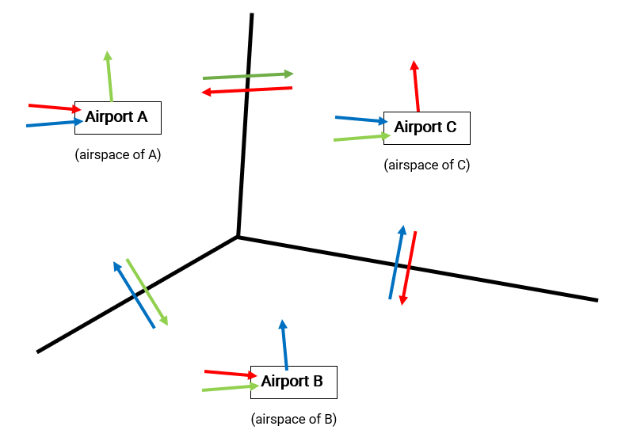 Airport A
(airspace of A)
Airport C
(airspace of C)
Airport B
(airspace of B)